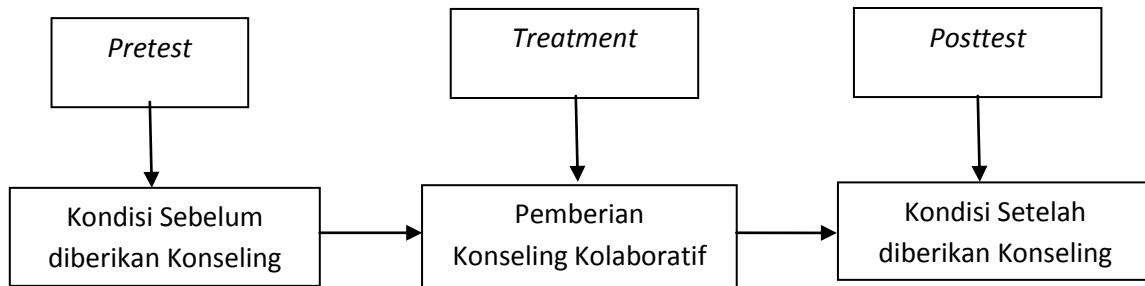 Pretest
Treatment
Posttest
Kondisi Sebelum
diberikan Konseling
Pemberian
Konseling Kolaboratif
Kondisi Setelah
diberikan Konseling